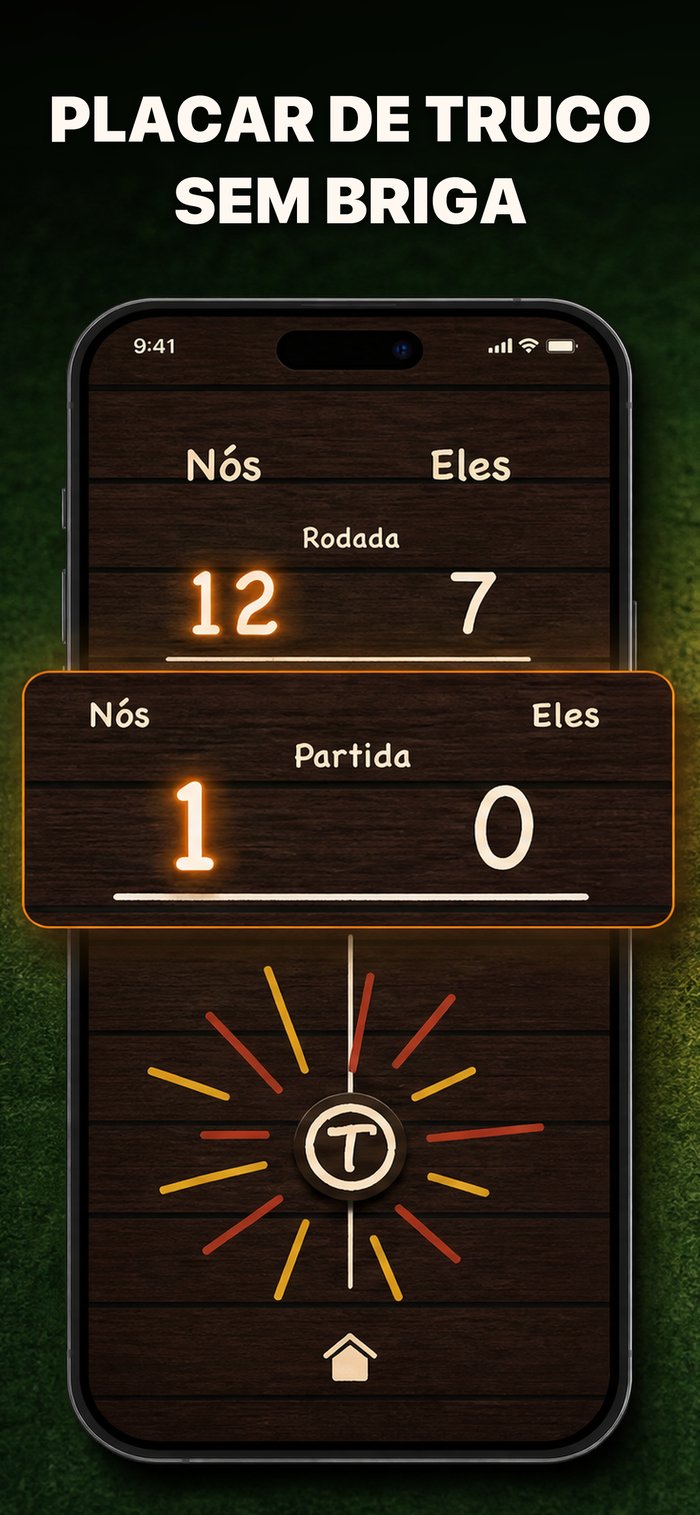 PLACAR DE TRUCO
SEM BRIGA
9:41
Nós Eles
Rodada
12 7
Nós Eles
Partida
1 0
T